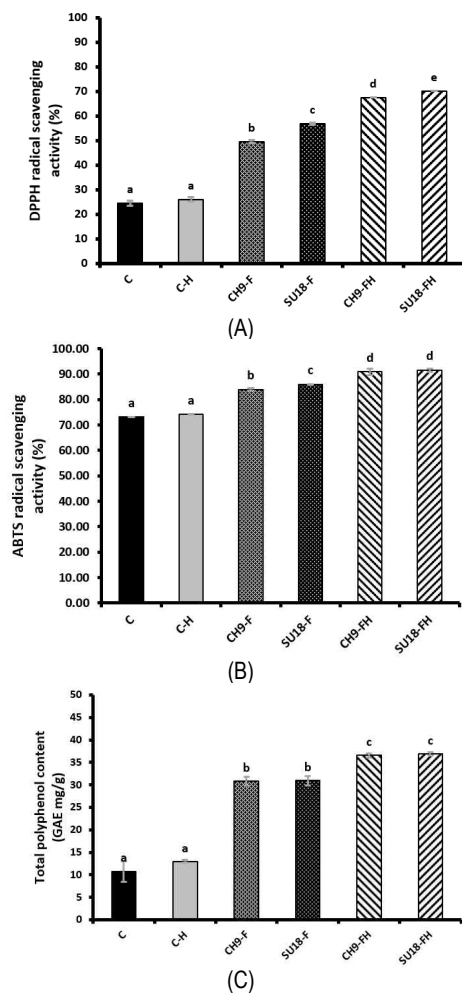 DPPH radical scavenging
activity (%)
100
90
80
70
60
50
40
30
20
10
0
a
a
b
c
d
e
C
C-H
CH9-F
SU18-F
CH9-FH
SU18-FH
(A)
ABTS radical scavenging
activity (%)
100.00
90.00
80.00
70.00
60.00
50.00
40.00
30.00
20.00
10.00
0.00
a
a
b
c
d
d
C
C-H
CH9-F
SU18-F
CH9-FH
SU18-FH
(B)
Total polyphenol content
(GAE mg/g)
50
45
40
35
30
25
20
15
10
5
0
a
a
b
b
c
c
C
C-H
CH9-F
SU18-F
CH9-FH
SU18-FH
(C)